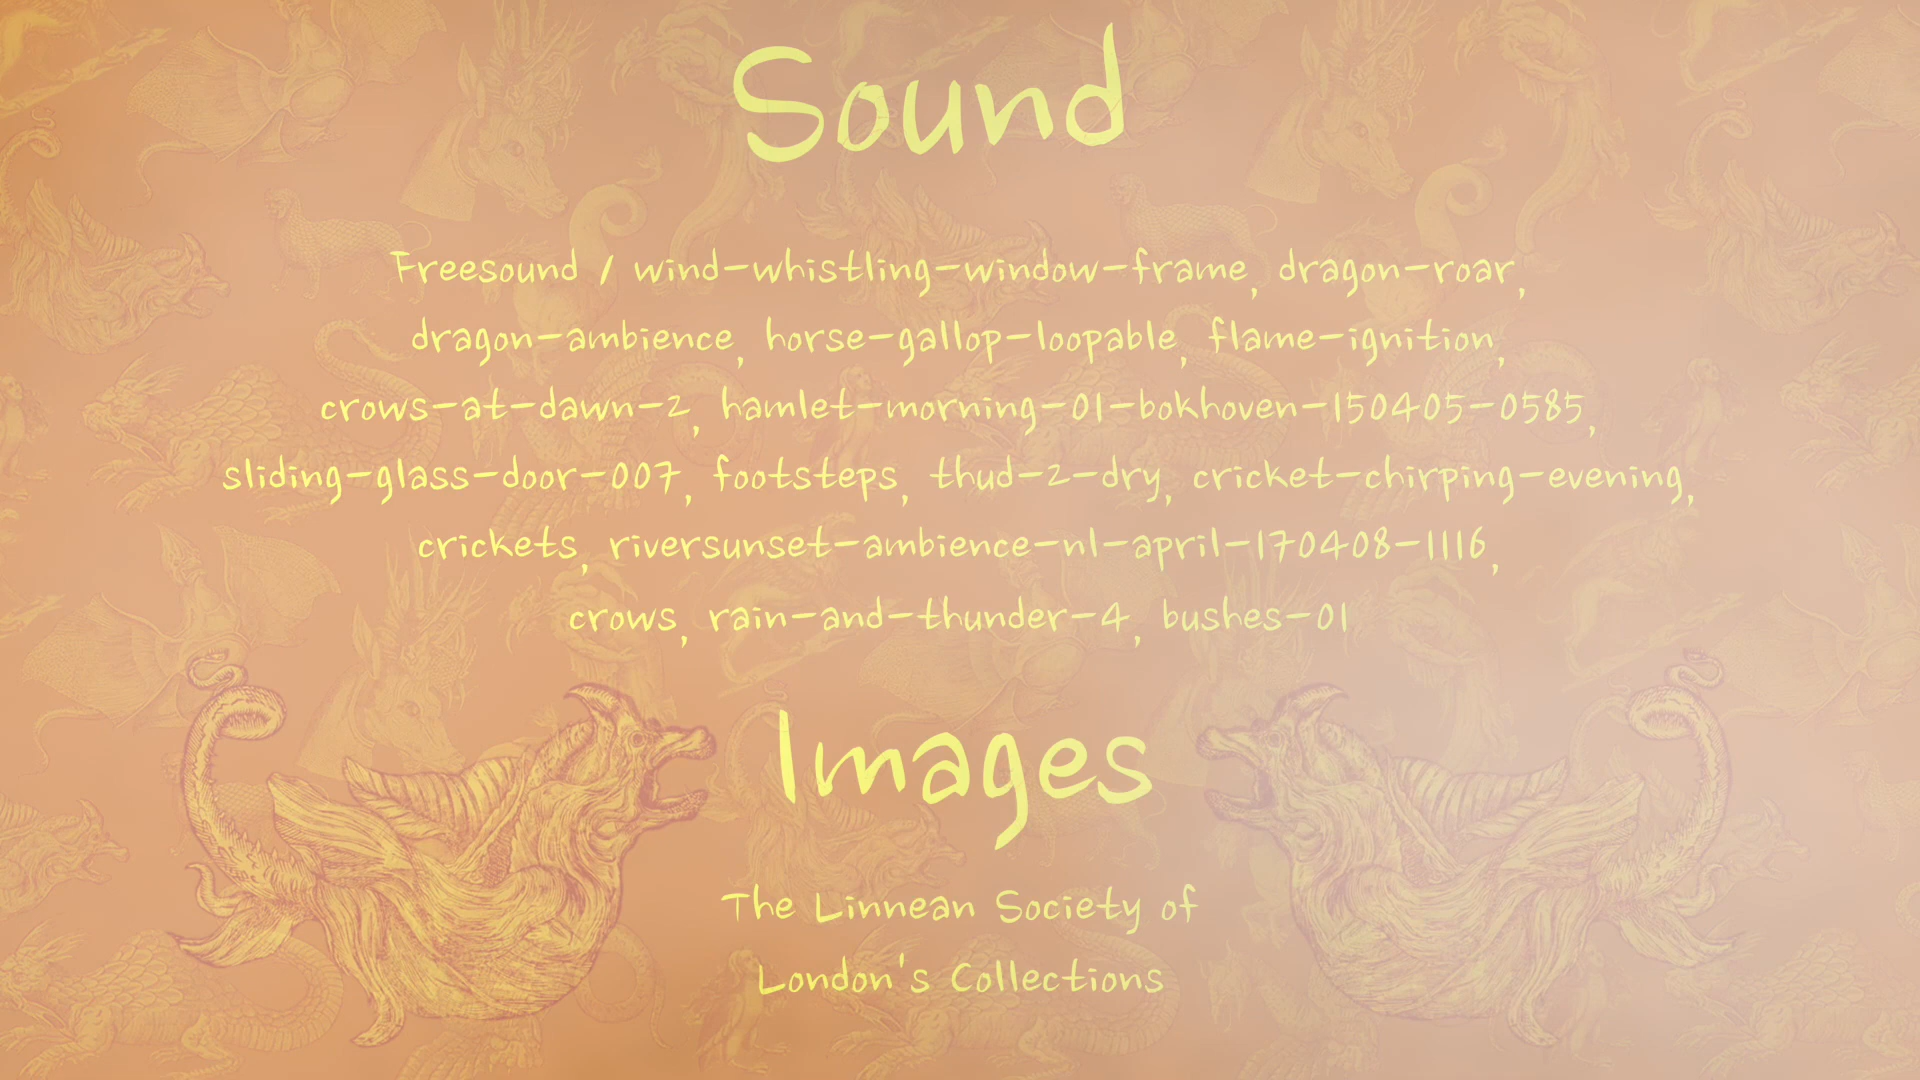 Sound
Freesound / wind-whistling-window-frame, dragon-roar,
dragon-ambience, horse-gallop-loopable, flame-ignition,
crows-at-dawn-2, hamlet-morning-01-bokhoven-150405-0585,
sliding-glass-door-007, footsteps, thud-2-dry, cricket-chirping-evening,
crickets, riversunset-ambience-nl-april-170408-1116,
crows, rain-and-thunder-4, bushes-01
Images
The Linnean Society of
London's Collections